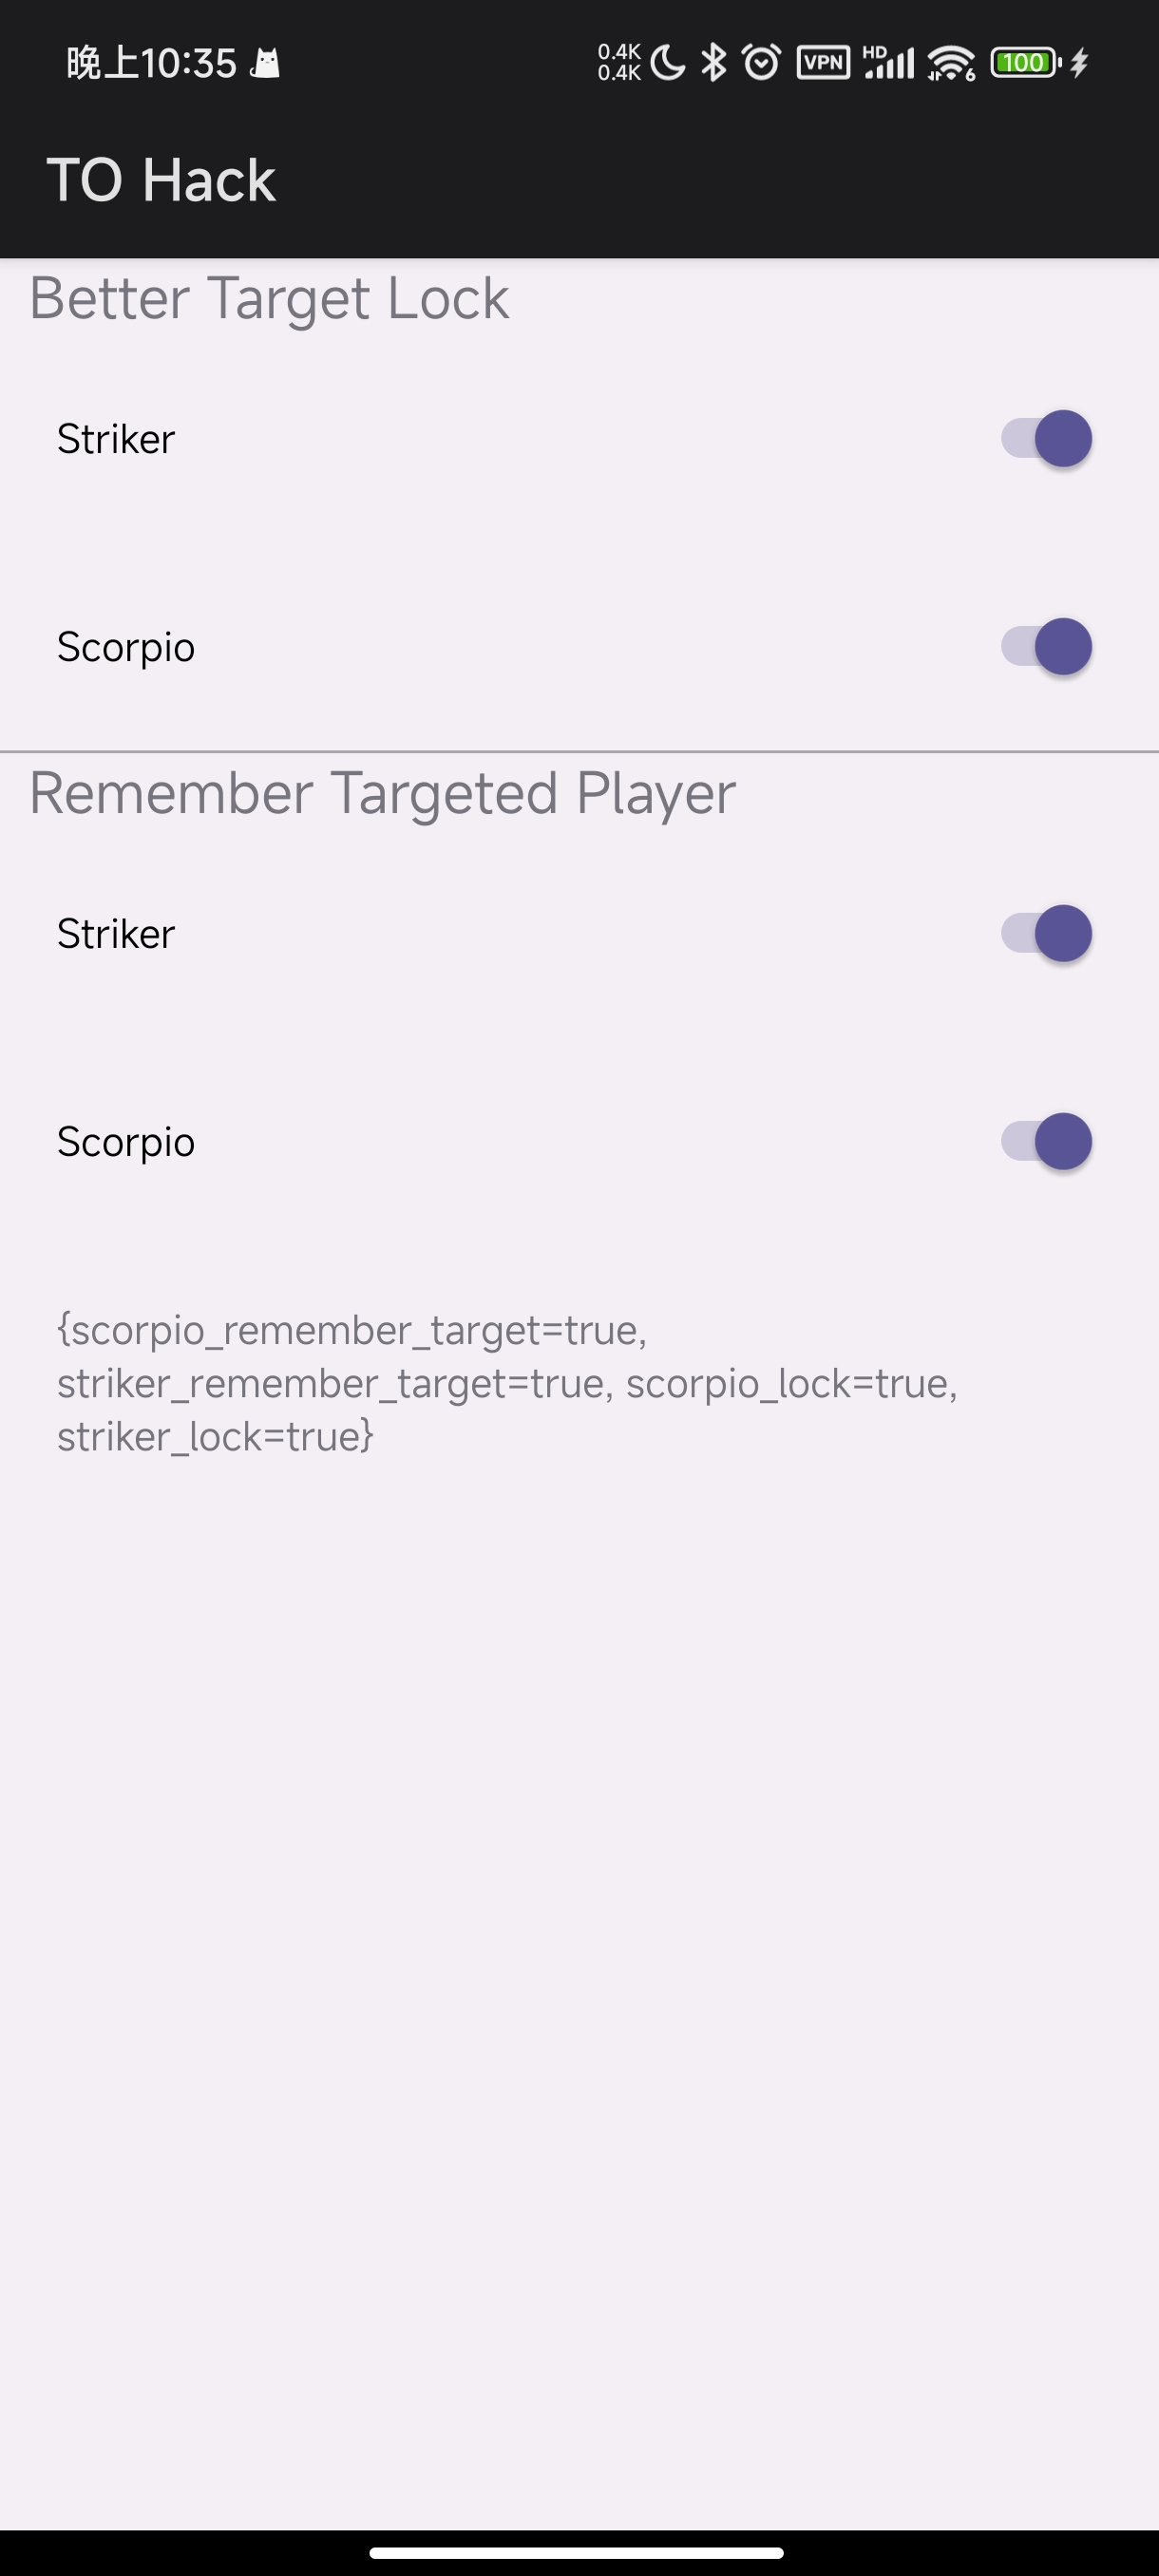 晚上10:35
0.4K
0.4K
VPN
HD
6
100
TO Hack
Better Target Lock
Striker
Scorpio
Remember Targeted Player
Striker
Scorpio
{scorpio_remember_target=true,
striker_remember_target=true, scorpio_lock=true,
striker_lock=true}